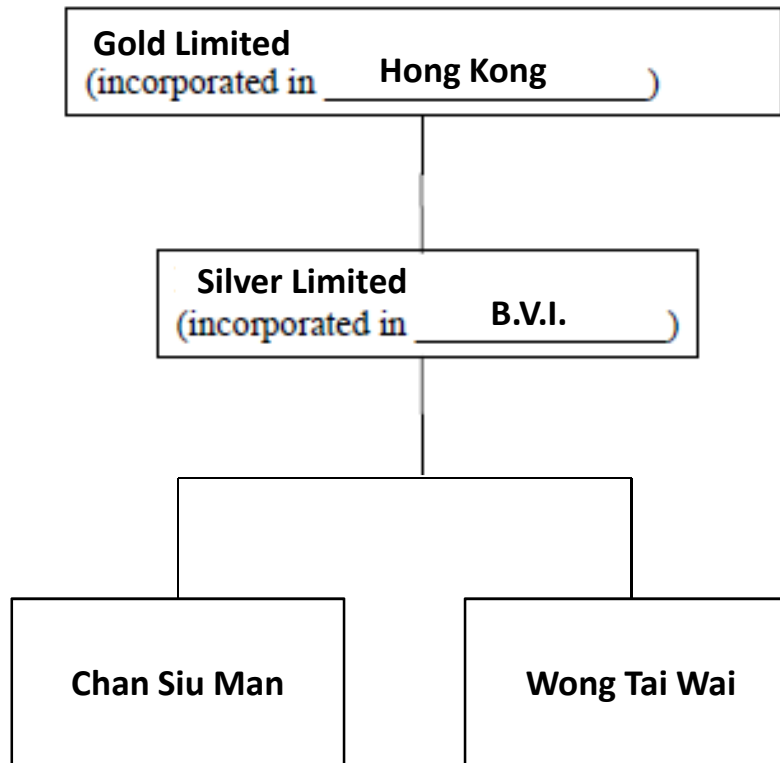 Gold Limited
(incorporated in Hong Kong)
Silver Limited
(incorporated in B.V.I.)
Chan Siu Man
Wong Tai Wai